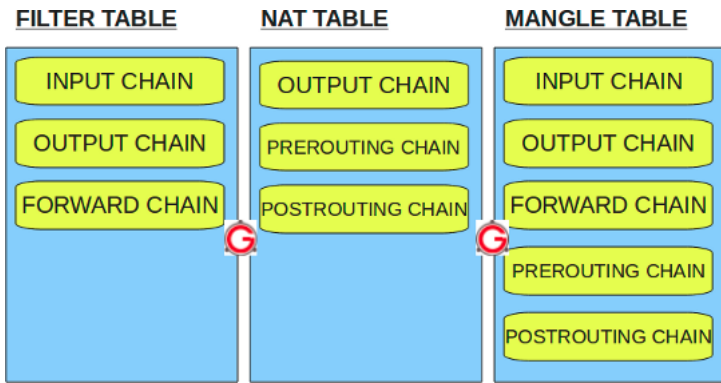 FILTER TABLE
INPUT CHAIN
OUTPUT CHAIN
FORWARD CHAIN
NAT TABLE
OUTPUT CHAIN
PREROUTING CHAIN
POSTROUTING CHAIN
MANGLE TABLE
INPUT CHAIN
OUTPUT CHAIN
FORWARD CHAIN
PREROUTING CHAIN
POSTROUTING CHAIN
G
G